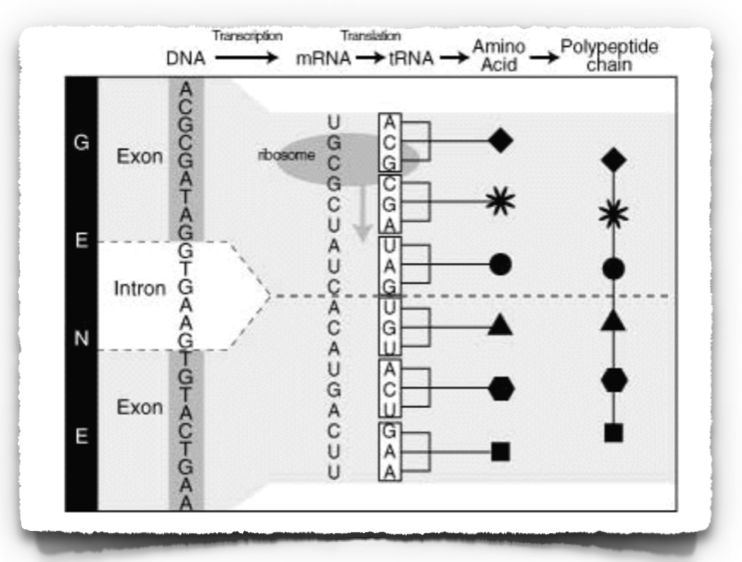 Transcription
Translation
DNA
mRNA
tRNA
Amino
Acid
Polypeptide
chain
G
E
N
E
Exon
Intron
Exon
A
C
G
C
G
A
T
A
G
G
T
G
A
A
G
T
G
T
A
C
T
G
A
A
ribosome
U
G
C
G
C
U
A
U
C
A
C
A
U
G
A
C
U
U
A
C
G
C
G
A
U
A
G
U
G
U
A
C
U
G
A
A